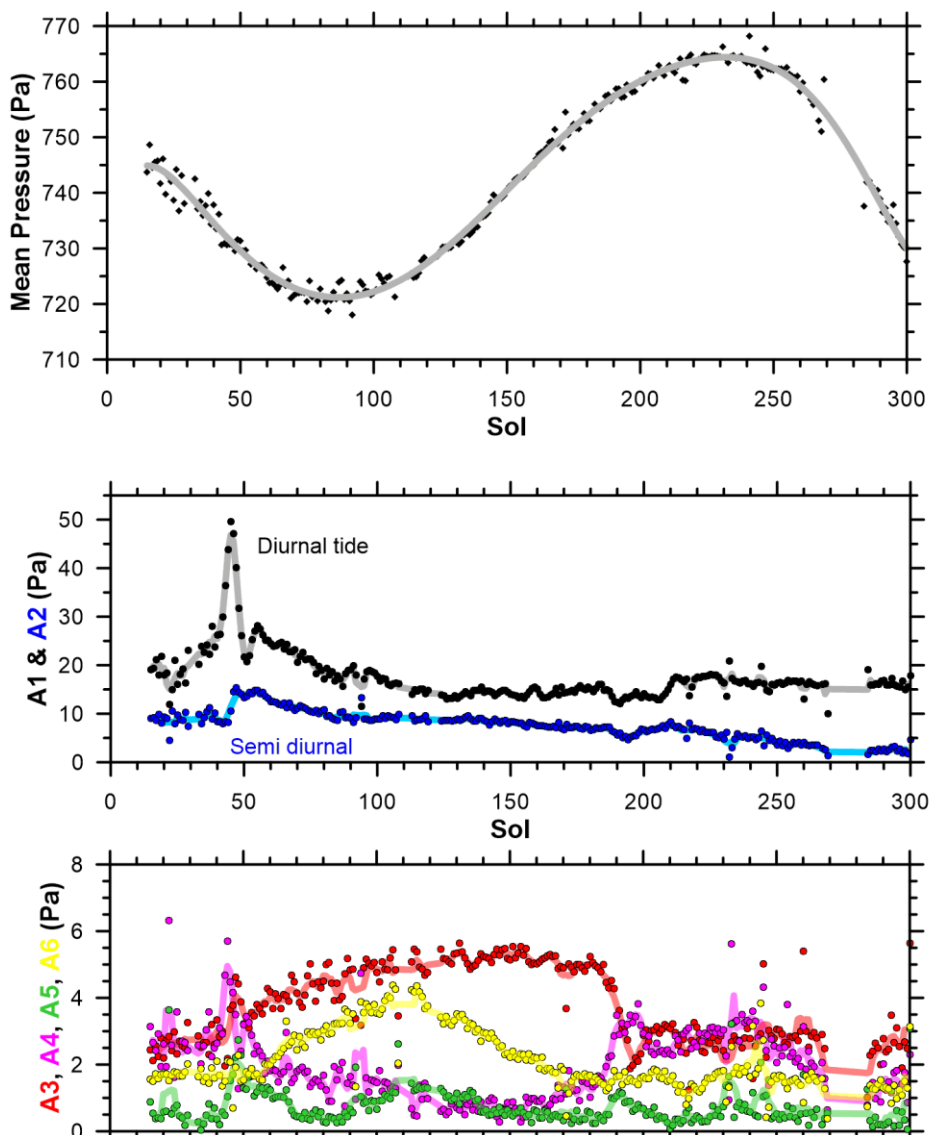 770
760
750
740
730
720
710
Mean Pressure (Pa)
0 50 100 150 200 250 300
Sol
50
40
30
20
10
0
A1 & A2 (Pa)
Diurnal tide
Semi diurnal
0 50 100 150 200 250 300
Sol
8
6
4
2
0
A3, A4, A5, A6 (Pa)